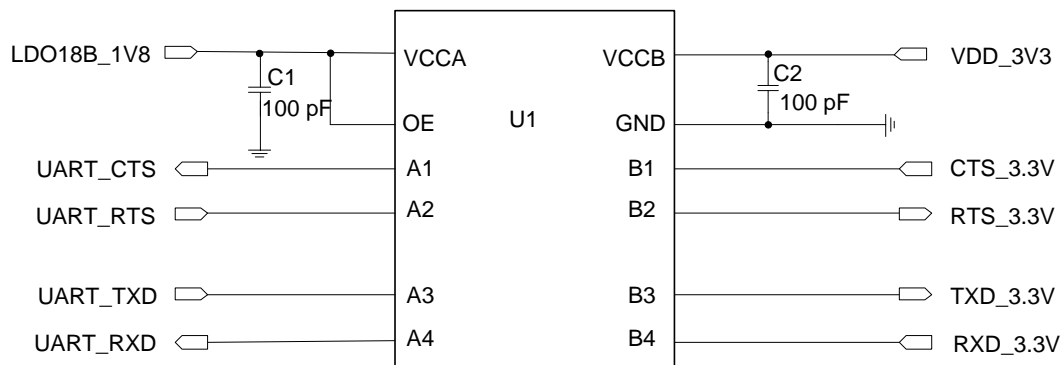 LDO18B_1V8
VCCA
VCCB
VDD_3V3
C1
100 pF
C2
100 pF
OE
U1
GND
UART_CTS
A1
B1
CTS_3.3V
UART_RTS
A2
B2
RTS_3.3V
UART_TXD
A3
B3
TXD_3.3V
UART_RXD
A4
B4
RXD_3.3V